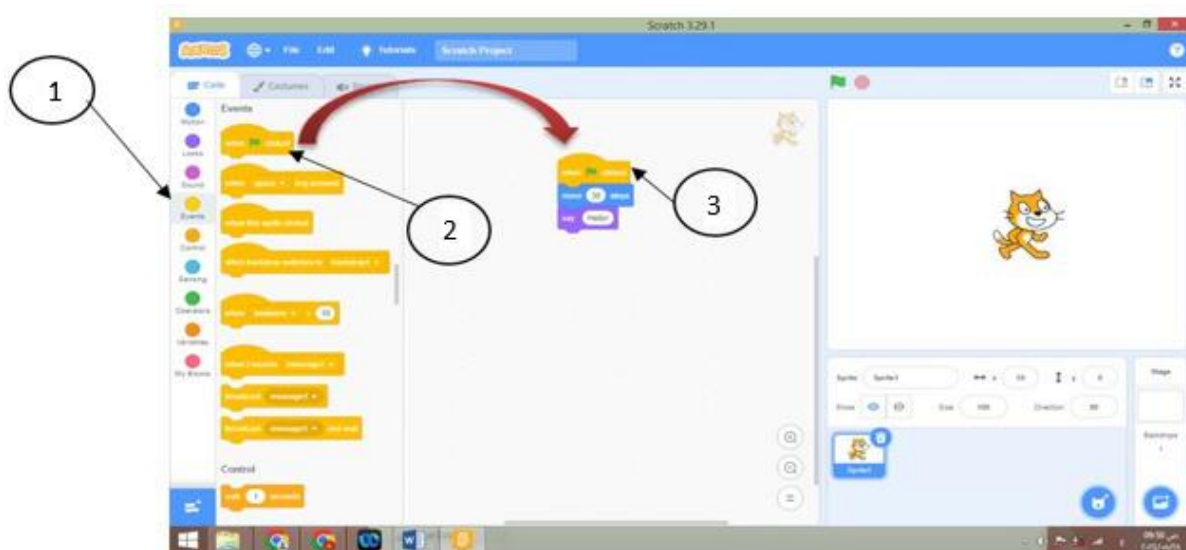 Scratch 3.29.1
File Edit Tutorials Scratch Project
Code Costumes
Motion
Looks
Sound
Events
Control
Sensing
Operators
Variables
My Blocks
Events
when clicked
when space key pressed
when this sprite clicked
when backdrop switches to backdrop1
when loudness > 10
when I receive message1
broadcast message1
broadcast message1 and wait
Control
wait 1 seconds
when clicked
move 30 steps
say Hello!
1
2
3
Sprite Sprite1 x y
Show Size 100 Direction 90
Sprite1
Stage
Backdrops
1